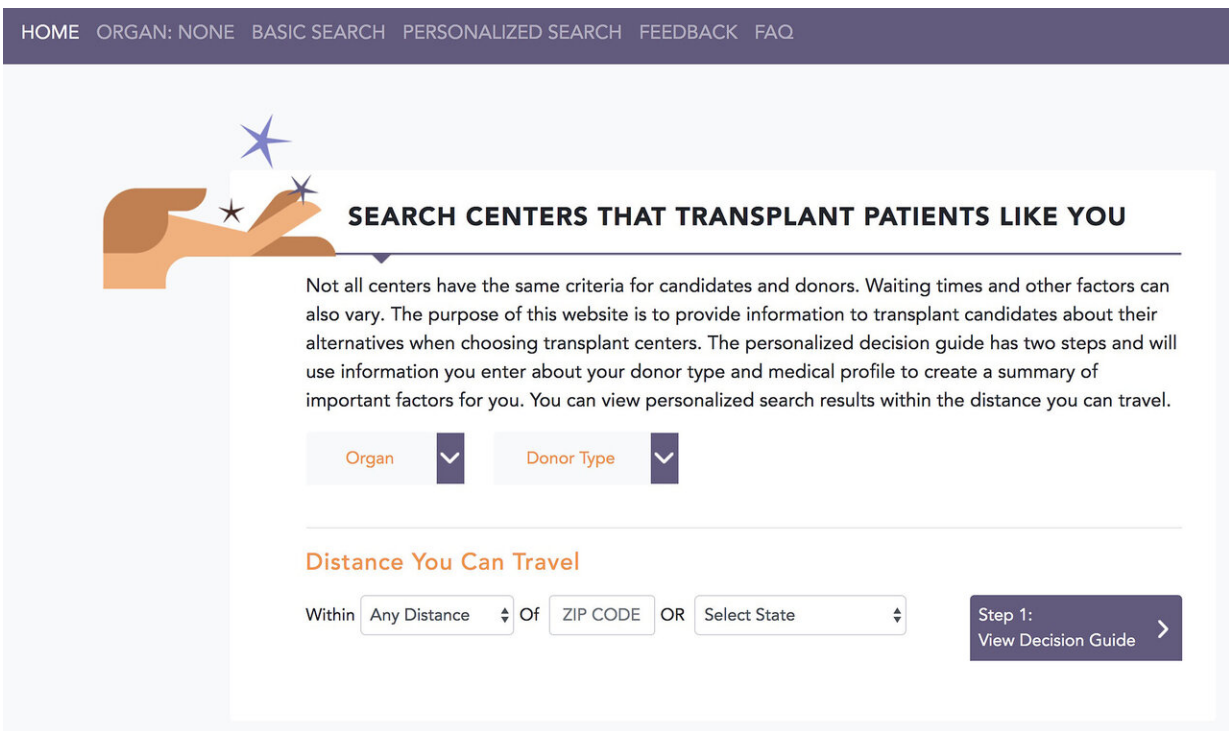 HOME ORGAN: NONE BASIC SEARCH PERSONALIZED SEARCH FEEDBACK FAQ
SEARCH CENTERS THAT TRANSPLANT PATIENTS LIKE YOU
Not all centers have the same criteria for candidates and donors. Waiting times and other factors can
also vary. The purpose of this website is to provide information to transplant candidates about their
alternatives when choosing transplant centers. The personalized decision guide has two steps and will
use information you enter about your donor type and medical profile to create a summary of
important factors for you. You can view personalized search results within the distance you can travel.
Organ Donor Type
Distance You Can Travel
Within Any Distance Of ZIP CODE OR Select State
Step 1:
View Decision Guide